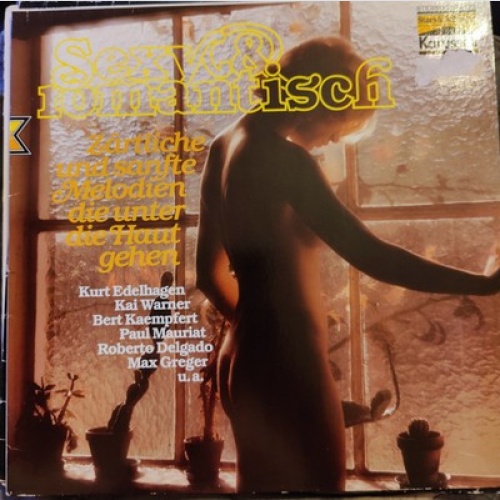 Sexy &
romantisch
Zärtliche
und sanfte
Melodien
die unter
die Haut
gehen
Kurt Edelhagen
Kai Warner
Bert Kaempfert
Paul Mauriat
Roberto Delgado
Max Greger
u.a.